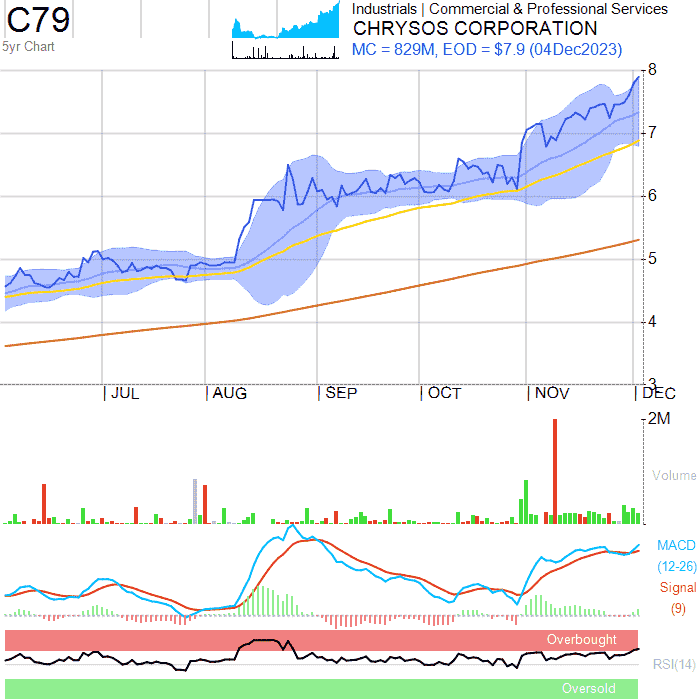 C79
5yr Chart
Industrials | Commercial & Professional Services
CHRYSOS CORPORATION
MC = 829M, EOD = $7.9 (04Dec2023)
8
7
6
5
4
3
JUL AUG SEP OCT NOV DEC
2M
Volume
MACD
(12-26)
Signal
(9)
Overbought
RSI(14)
Oversold